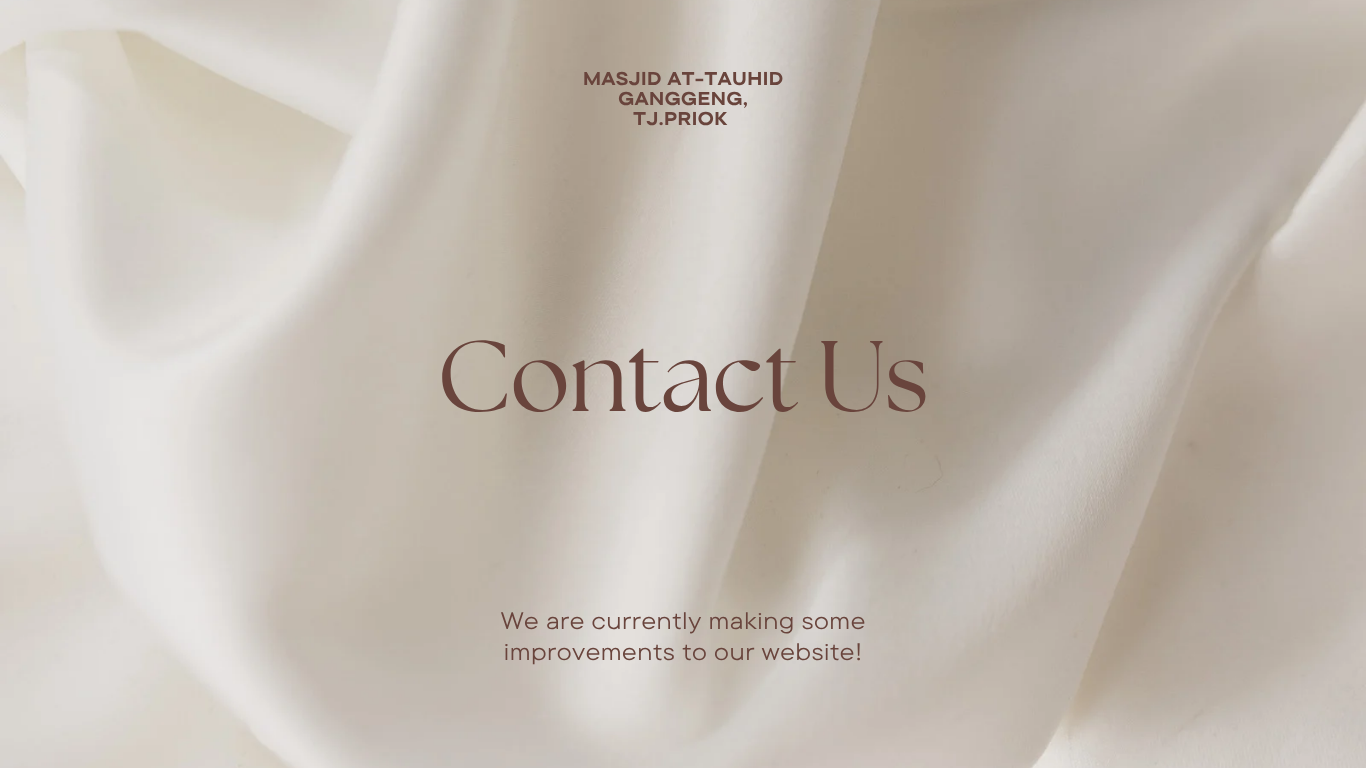 MASJID AT-TAUHID
GANGGENG,
TJ.PRIOK
Contact Us
We are currently making some
improvements to our website!